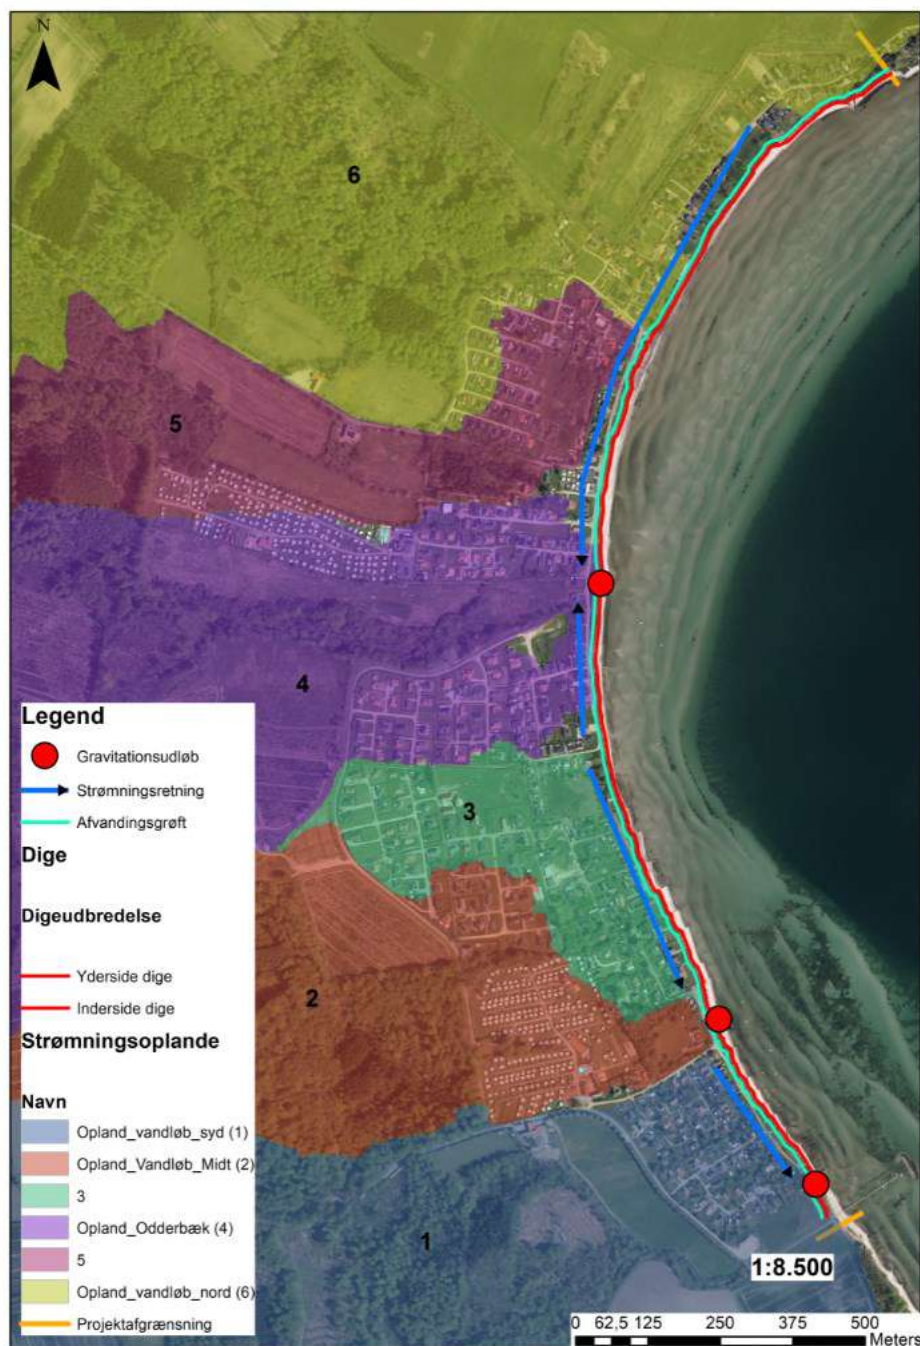 N
6
5
4
3
2
1
Legend
Gravitationsudløb
Strømningsretning
Afvandingsgrøft
Dige
Digeudbredelse
Yderside dige
Inderside dige
Strømningsoplande
Navn
Opland_vandløb_syd (1)
Opland_Vandløb_Midt (2)
3
Opland_Odderbæk (4)
5
Opland_vandløb_nord (6)
Projektafgrænsning
1:8.500
0 62,5 125 250 375 500
Meters